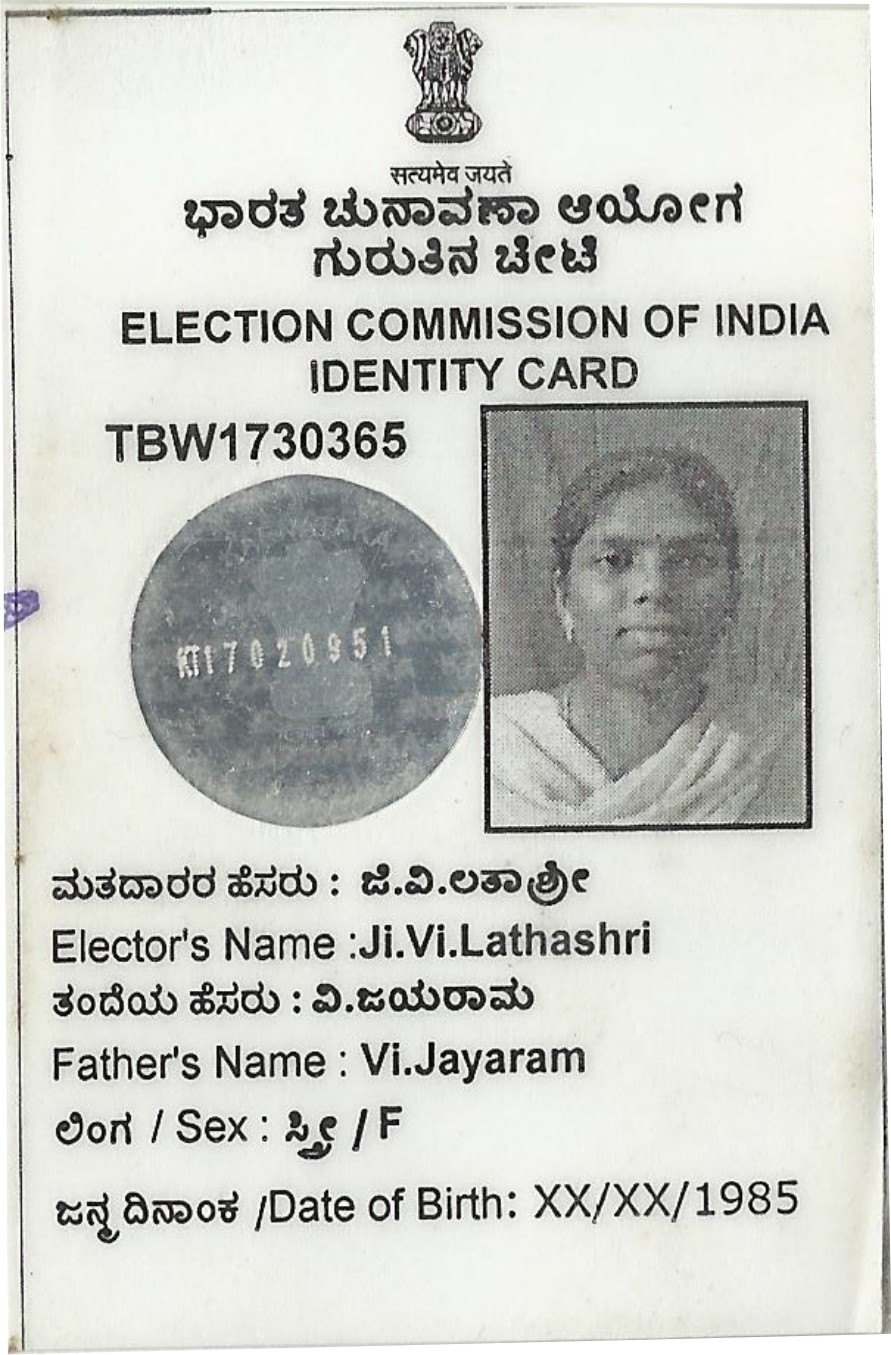 सत्यमेव जयते
ಭಾರತ ಚುನಾವಣಾ ಆಯೋಗ
ಗುರುತಿನ ಚೀಟಿ
ELECTION COMMISSION OF INDIA
IDENTITY CARD
TBW1730365
KT17020951
ಮತದಾರರ ಹೆಸರು : ಜಿ.ವಿ.ಲತಾಶ್ರೀ
Elector's Name :Ji.Vi.Lathashri
ತಂದೆಯ ಹೆಸರು : ವಿ.ಜಯರಾಮ
Father's Name : Vi.Jayaram
ಲಿಂಗ / Sex : ಸ್ತ್ರೀ / F
ಜನ್ಮ ದಿನಾಂಕ /Date of Birth: XX/XX/1985